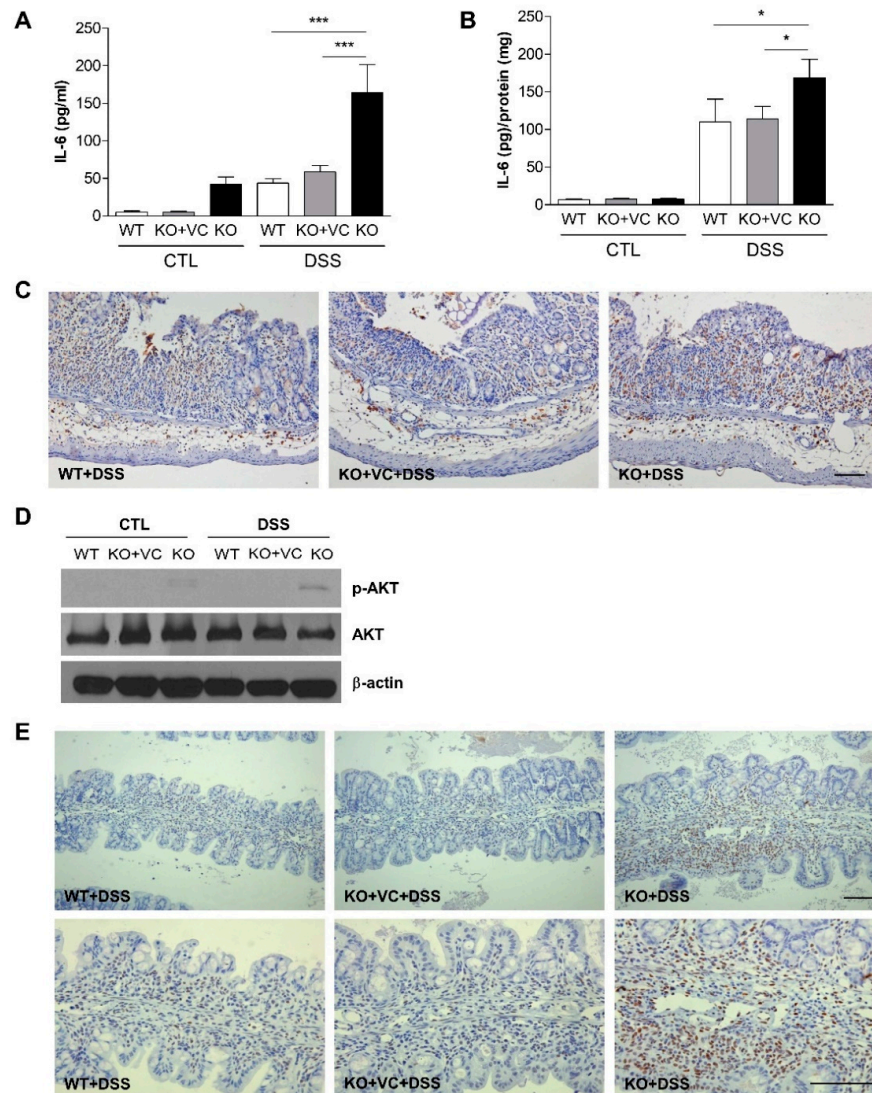 A
IL-6 (pg/ml)
250
200
150
100
50
0
***
***
WT KO+VC KO WT KO+VC KO
CTL DSS
B
IL-6 (pg)/protein (mg)
250
200
150
100
50
0
*
*
WT KO+VC KO WT KO+VC KO
CTL DSS
C
WT+DSS KO+VC+DSS KO+DSS
D
CTL DSS
WT KO+VC KO WT KO+VC KO
p-AKT
AKT
β-actin
E
WT+DSS KO+VC+DSS KO+DSS
WT+DSS KO+VC+DSS KO+DSS